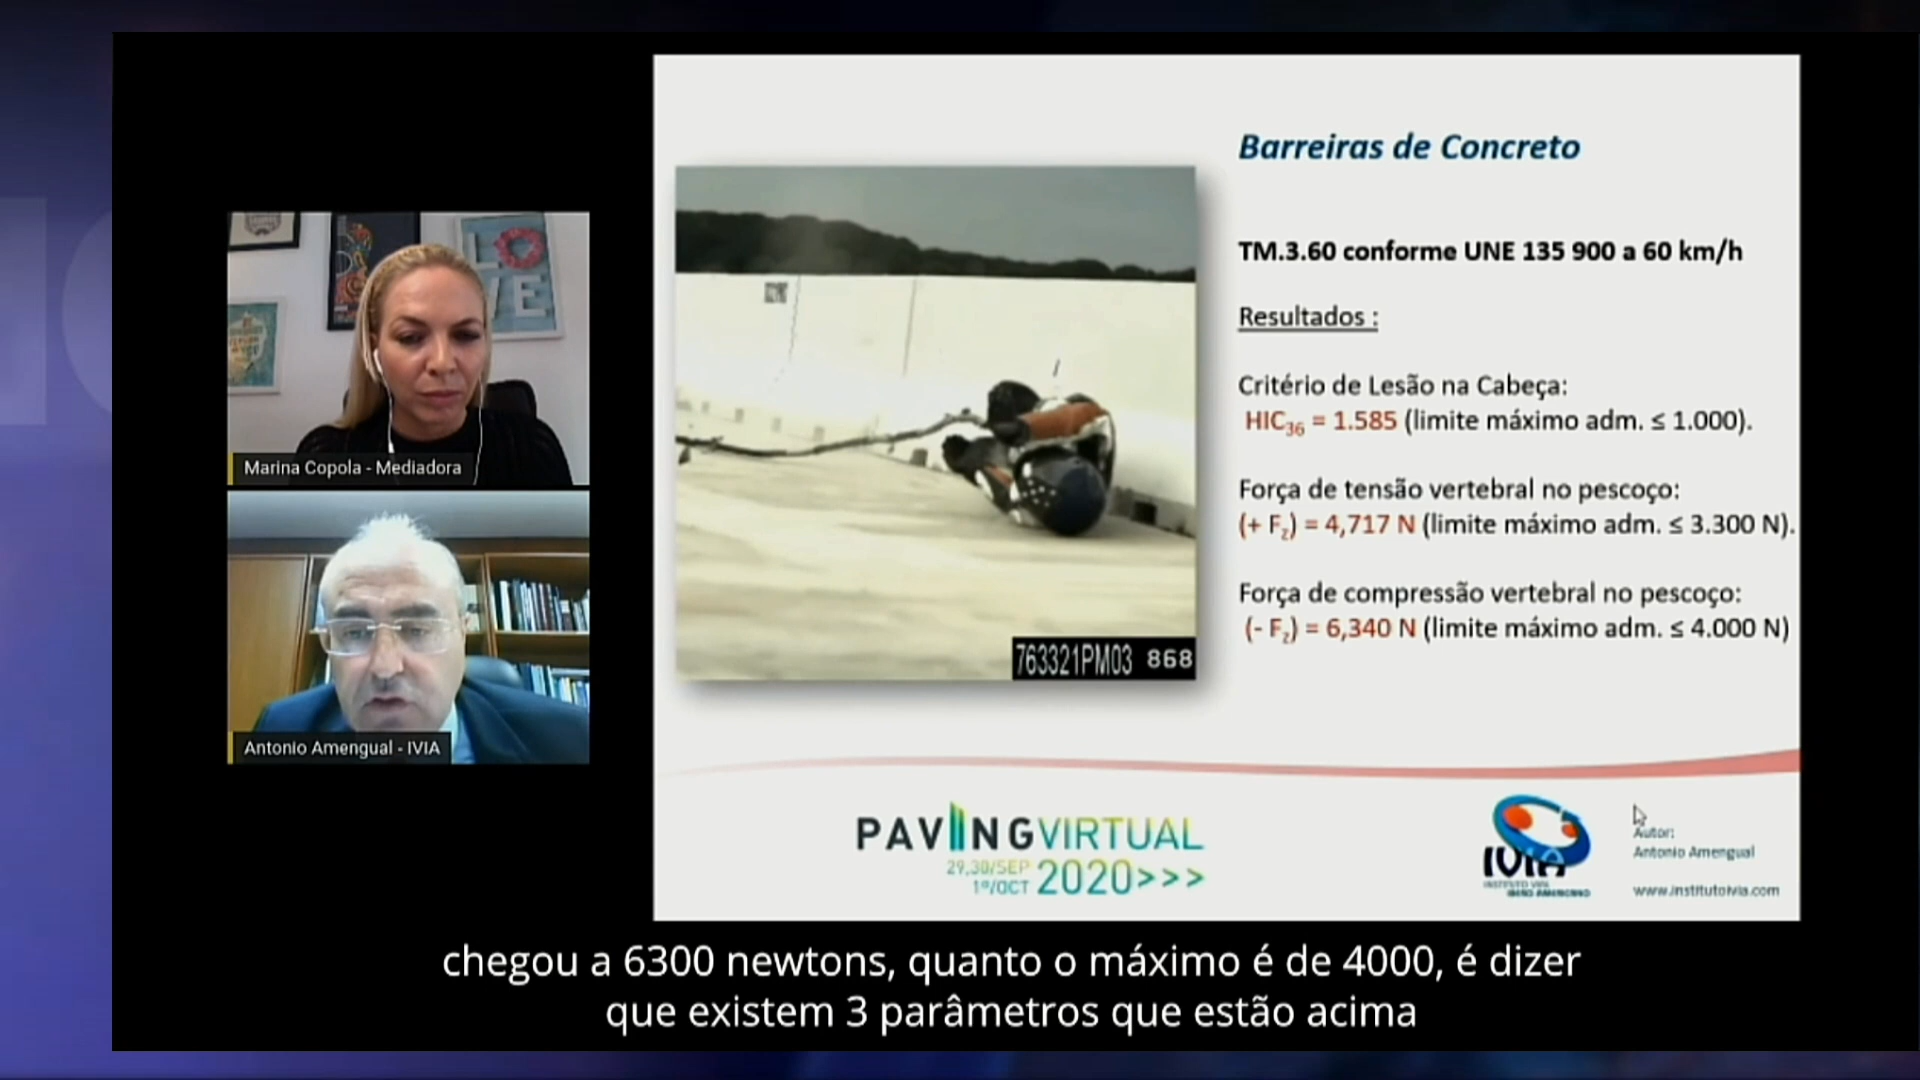 LOVE
Marina Copola - Mediadora
Antonio Amengual - IVIA
Barreiras de Concreto
TM.3.60 conforme UNE 135 900 a 60 km/h
Resultados :
Critério de Lesão na Cabeça:
HIC36 = 1.585 (limite máximo adm. ≤ 1.000).
Força de tensão vertebral no pescoço:
(+ Fz) = 4,717 N (limite máximo adm. ≤ 3.300 N).
Força de compressão vertebral no pescoço:
(- Fz) = 6,340 N (limite máximo adm. ≤ 4.000 N)
763321PM03 868
PAVINGVIRTUAL
29,30/SEP
1º/OCT 2020>>>
IVIA
Autor:
Antonio Amengual
www.institutoivia.com
chegou a 6300 newtons, quanto o máximo é de 4000, é dizer
que existem 3 parâmetros que estão acima